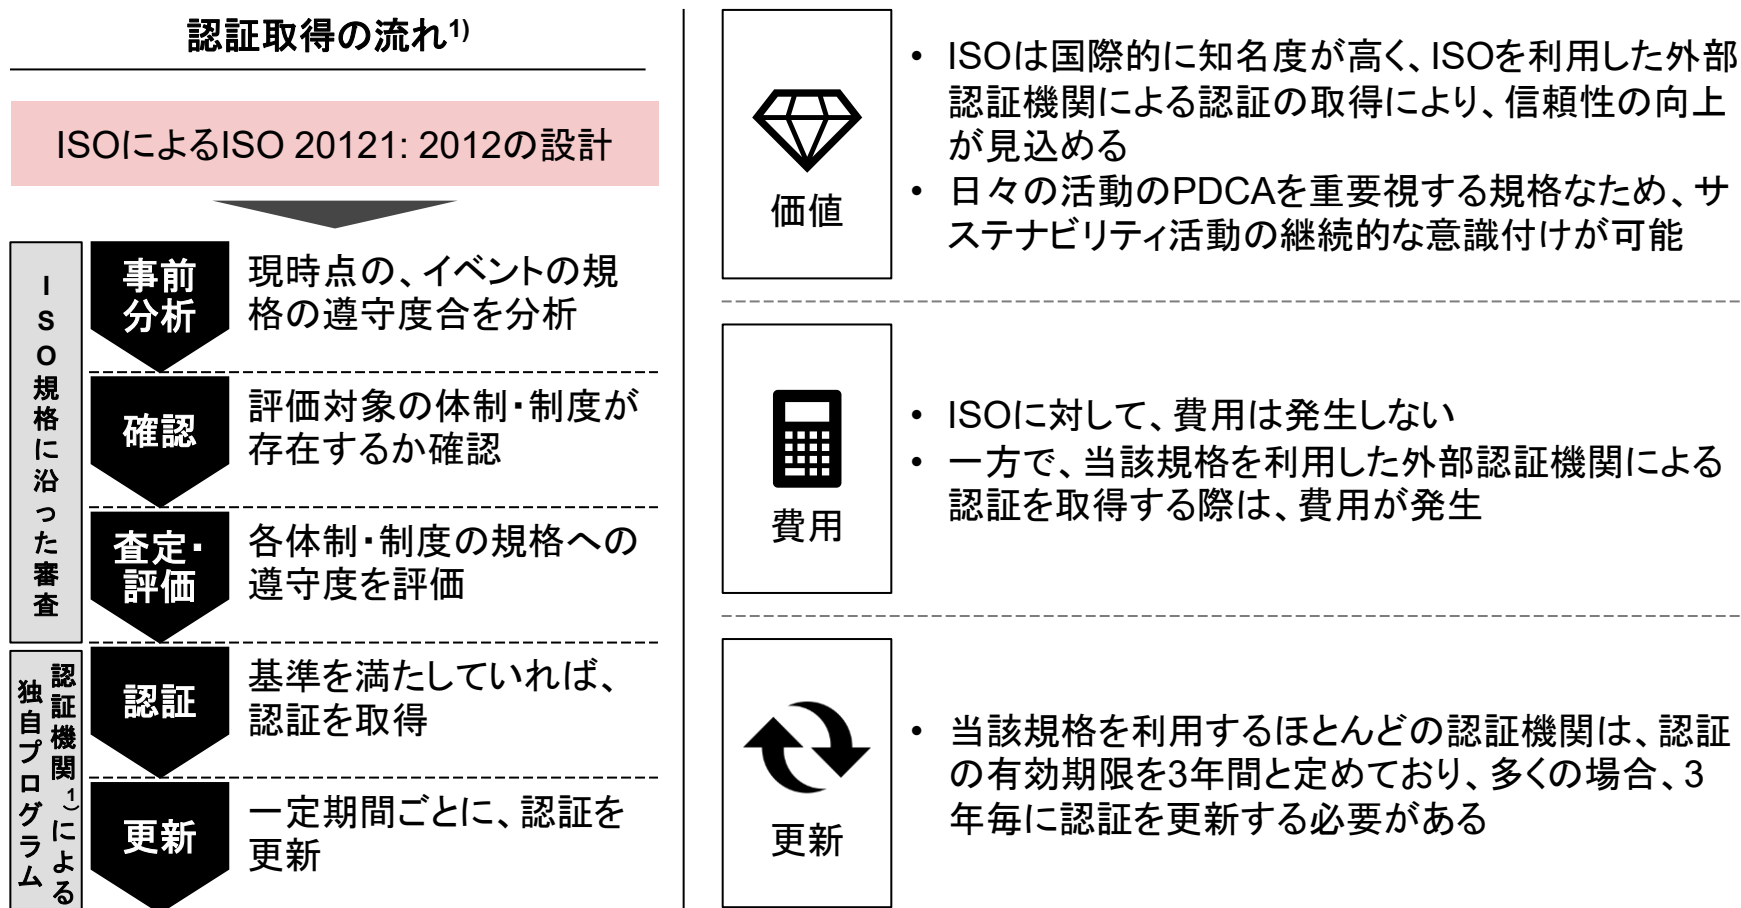 認証取得の流れ1)
ISOによるISO 20121: 2012の設計
ISO規格に沿った審査
事前
分析
現時点の、イベントの規
格の遵守度合を分析
確認
評価対象の体制・制度が
存在するか確認
査定・
評価
各体制・制度の規格への
遵守度を評価
認証機関1)による
独自プログラム
認証
基準を満たしていれば、
認証を取得
更新
一定期間ごとに、認証を
更新
価値
• ISOは国際的に知名度が高く、ISOを利用した外部
認証機関による認証の取得により、信頼性の向上
が見込める
• 日々の活動のPDCAを重要視する規格なため、サ
ステナビリティ活動の継続的な意識付けが可能
費用
• ISOに対して、費用は発生しない
• 一方で、当該規格を利用した外部認証機関による
認証を取得する際は、費用が発生
更新
• 当該規格を利用するほとんどの認証機関は、認証
の有効期限を3年間と定めており、多くの場合、3
年毎に認証を更新する必要がある